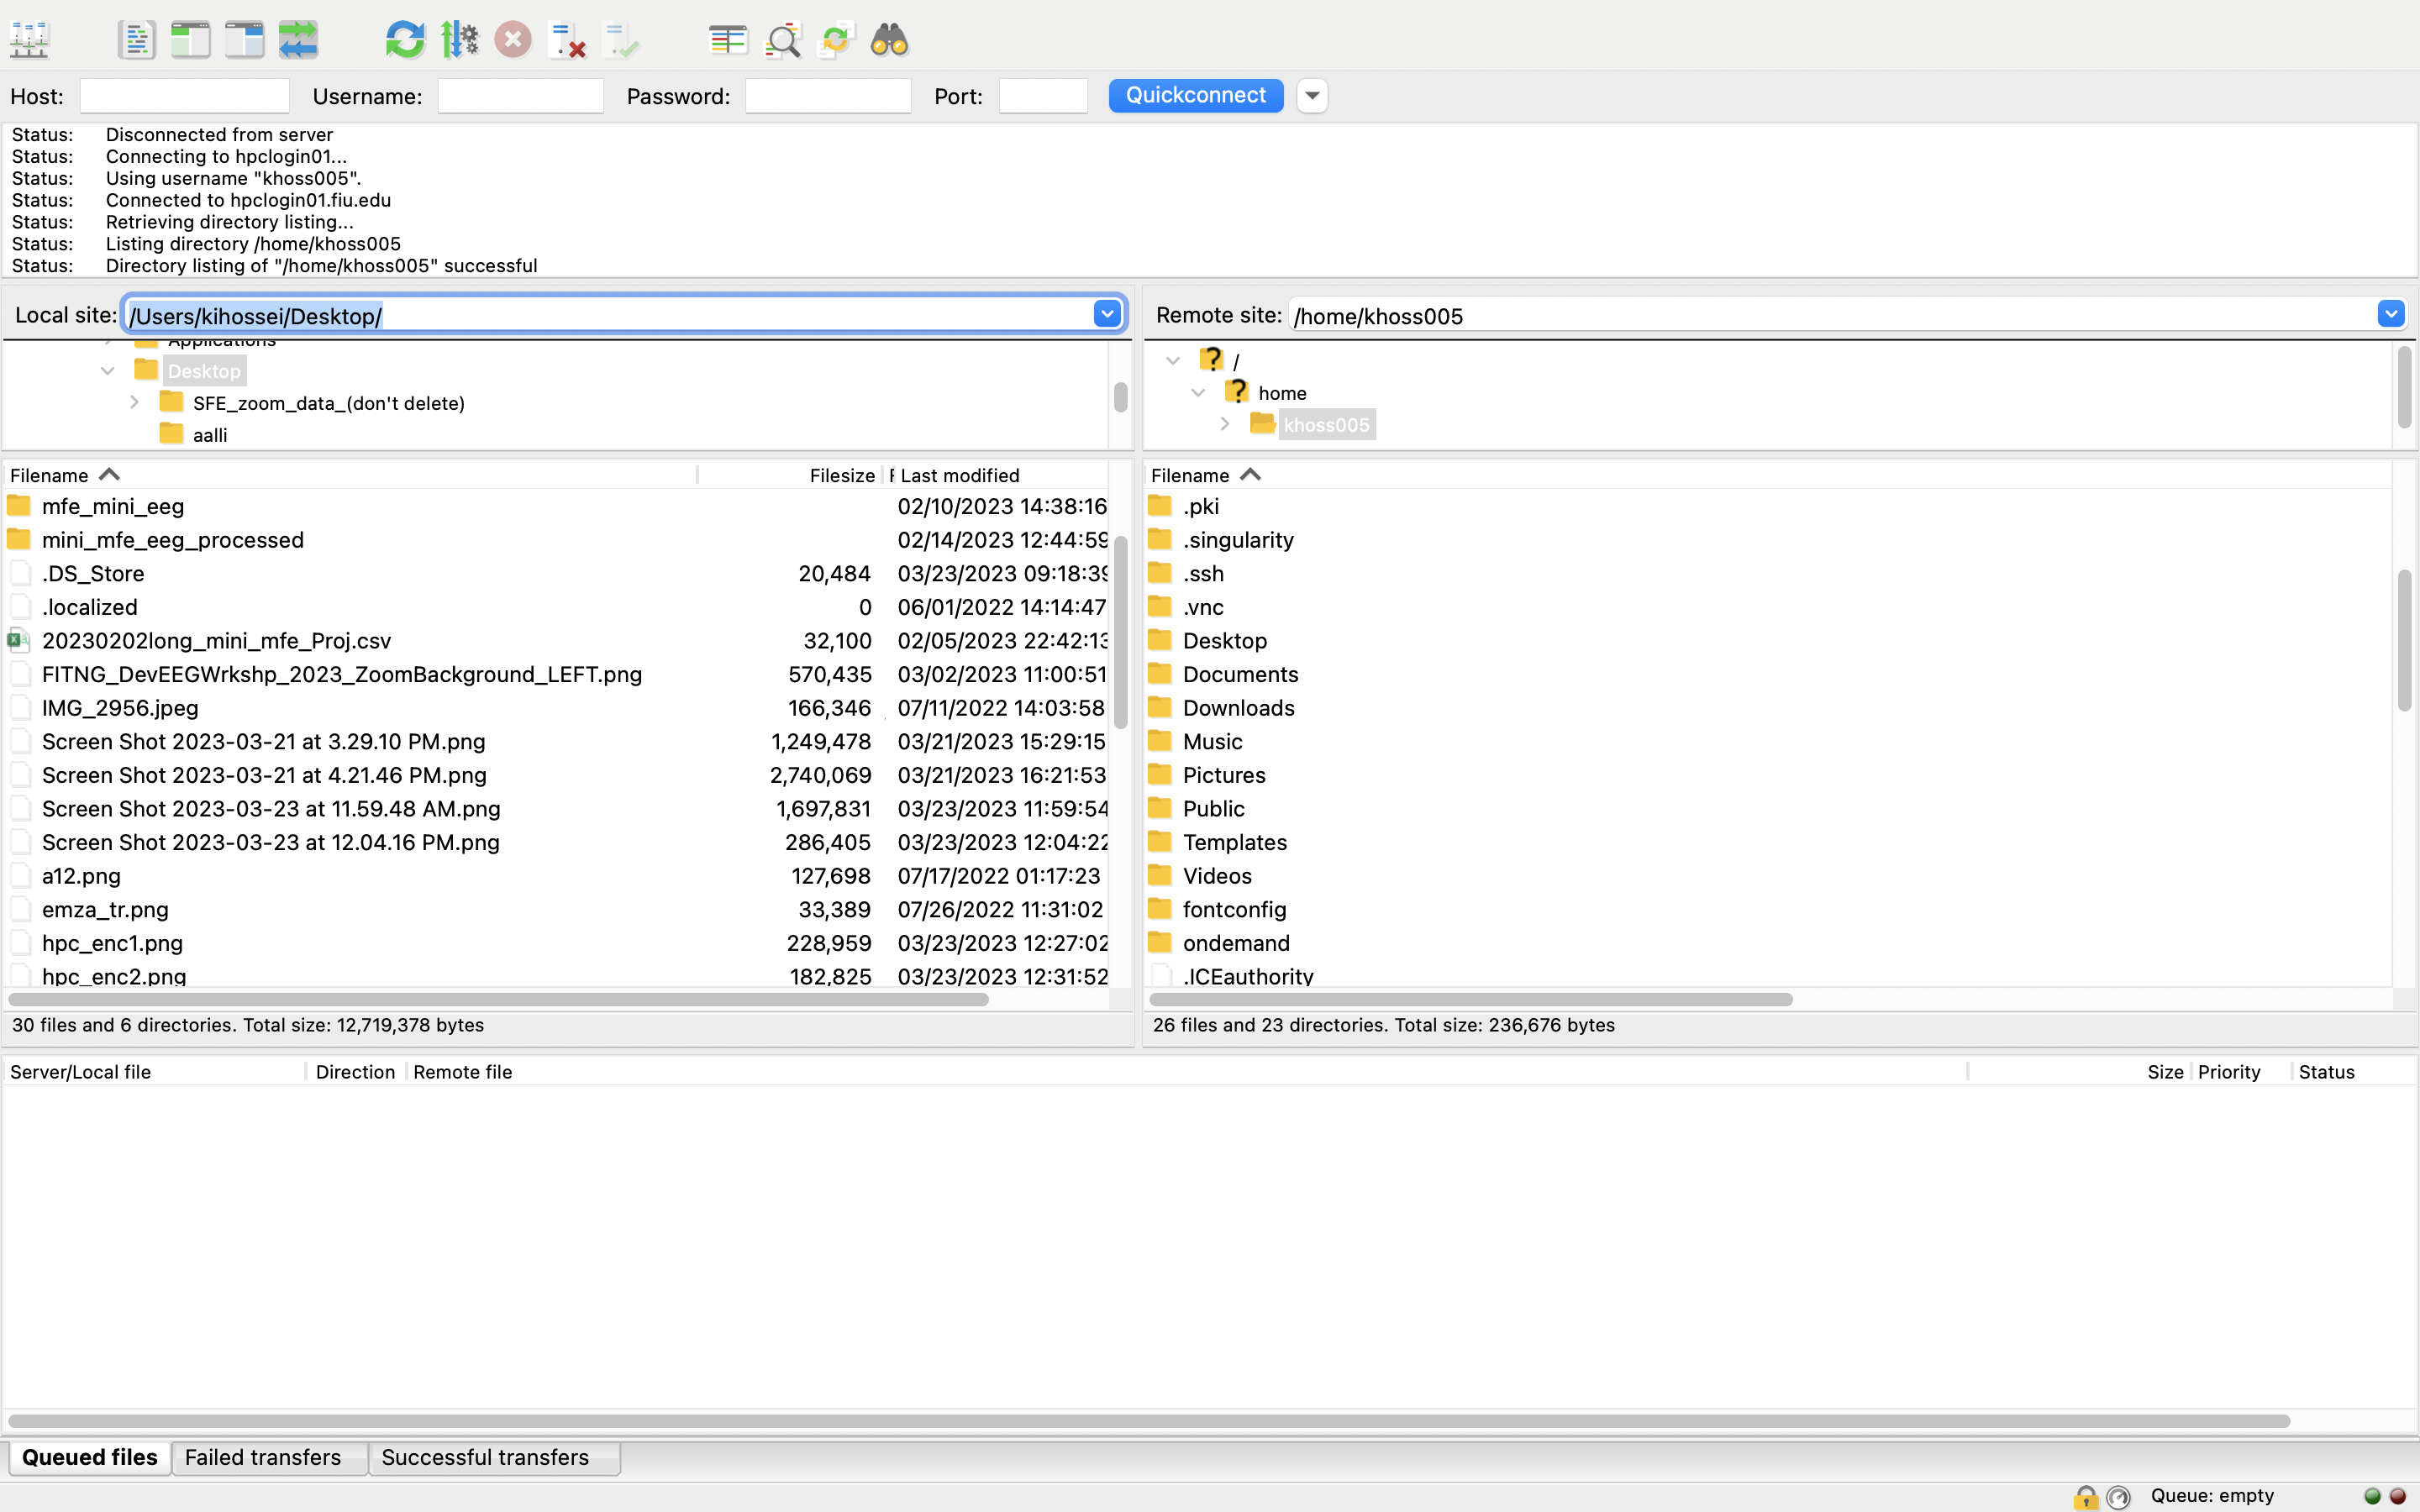 Host: Username: Password: Port: Quickconnect
Status: Disconnected from server
Status: Connecting to hpclogin01...
Status: Using username "khoss005".
Status: Connected to hpclogin01.fiu.edu
Status: Retrieving directory listing...
Status: Listing directory /home/khoss005
Status: Directory listing of "/home/khoss005" successful
Local site: /Users/kihossei/Desktop/
Applications
Desktop
SFE_zoom_data_(don't delete)
aalli
Filename Filesize F Last modified
mfe_mini_eeg 02/10/2023 14:38:16
mini_mfe_eeg_processed 02/14/2023 12:44:59
.DS_Store 20,484 03/23/2023 09:18:39
.localized 0 06/01/2022 14:14:47
20230202long_mini_mfe_Proj.csv 32,100 02/05/2023 22:42:13
FITNG_DevEEGWrkshp_2023_ZoomBackground_LEFT.png 570,435 03/02/2023 11:00:51
IMG_2956.jpeg 166,346 07/11/2022 14:03:58
Screen Shot 2023-03-21 at 3.29.10 PM.png 1,249,478 03/21/2023 15:29:15
Screen Shot 2023-03-21 at 4.21.46 PM.png 2,740,069 03/21/2023 16:21:53
Screen Shot 2023-03-23 at 11.59.48 AM.png 1,697,831 03/23/2023 11:59:54
Screen Shot 2023-03-23 at 12.04.16 PM.png 286,405 03/23/2023 12:04:22
a12.png 127,698 07/17/2022 01:17:23
emza_tr.png 33,389 07/26/2022 11:31:02
hpc_enc1.png 228,959 03/23/2023 12:27:02
hpc_enc2.png 182,825 03/23/2023 12:31:52
30 files and 6 directories. Total size: 12,719,378 bytes
Remote site: /home/khoss005
/
home
khoss005
Filename
.pki
.singularity
.ssh
.vnc
Desktop
Documents
Downloads
Music
Pictures
Public
Templates
Videos
fontconfig
ondemand
.ICEauthority
26 files and 23 directories. Total size: 236,676 bytes
Server/Local file Direction Remote file Size Priority Status
Queued files Failed transfers Successful transfers
Queue: empty